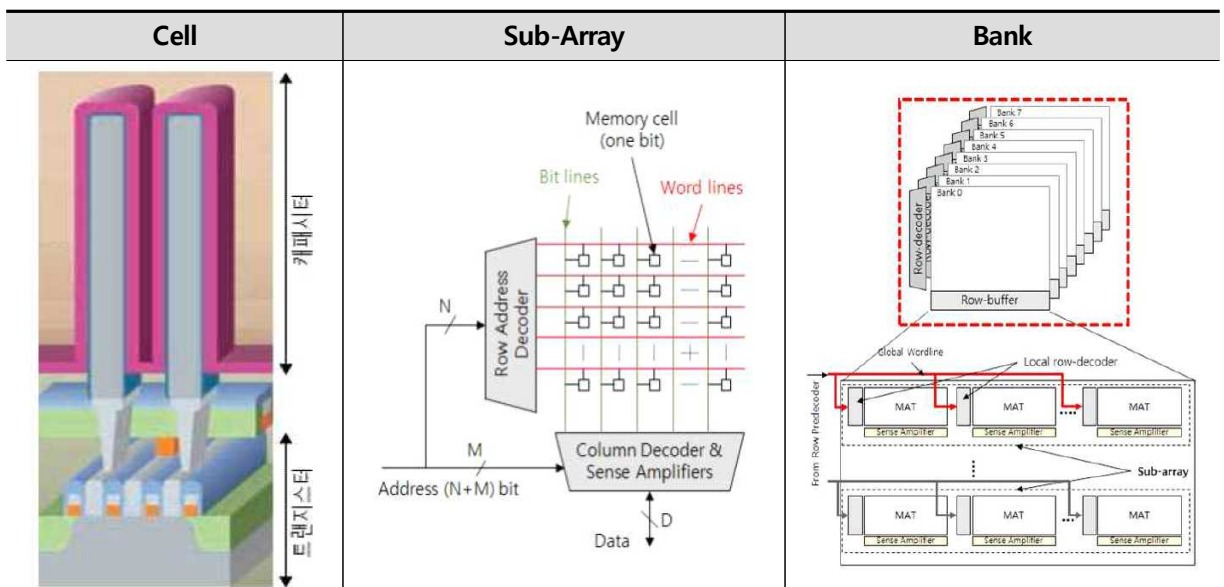 Cell
Sub-Array
Bank
캐패시터
트랜지스터
Memory cell
(one bit)
Bit lines
Word lines
Row Address
Decoder
N
M
Column Decoder &
Sense Amplifiers
Address (N+M) bit
D
Data
Bank 7
Bank 6
Bank 5
Bank 4
Bank 3
Bank 2
Bank 1
Bank 0
Row-decoder
Row-decoder
Row-buffer
Global Wordline
Local row-decoder
From Row Predecoder
MAT
MAT
MAT
Sense Amplifier
Sense Amplifier
Sense Amplifier
Sub-array
MAT
MAT
MAT
Sense Amplifier
Sense Amplifier
Sense Amplifier